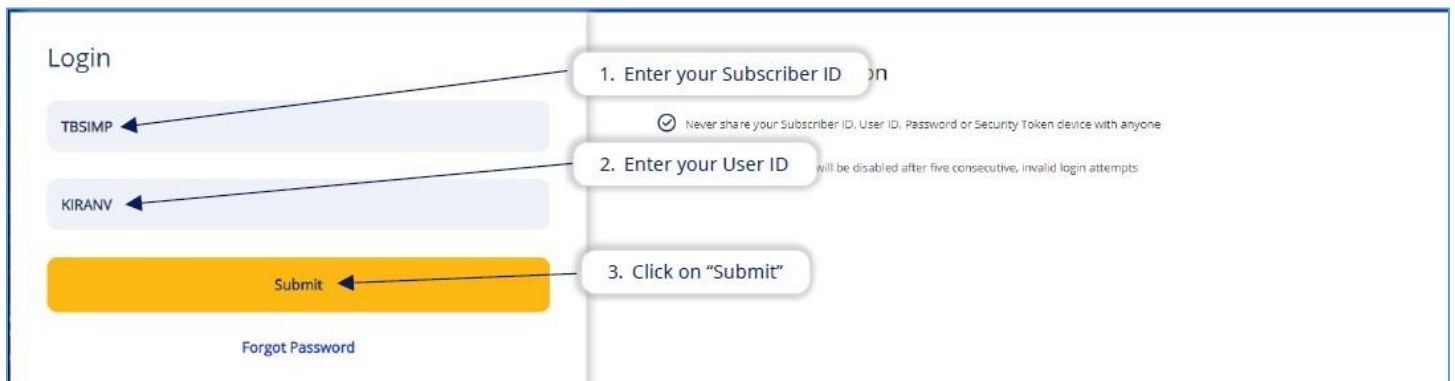 Login
1. Enter your Subscriber ID
on
TBSIMP
Never share your Subscriber ID, User ID, Password or Security Token device with anyone
2. Enter your User ID
will be disabled after five consecutive, invalid login attempts
KIRANV
3. Click on “Submit”
Submit
Forgot Password